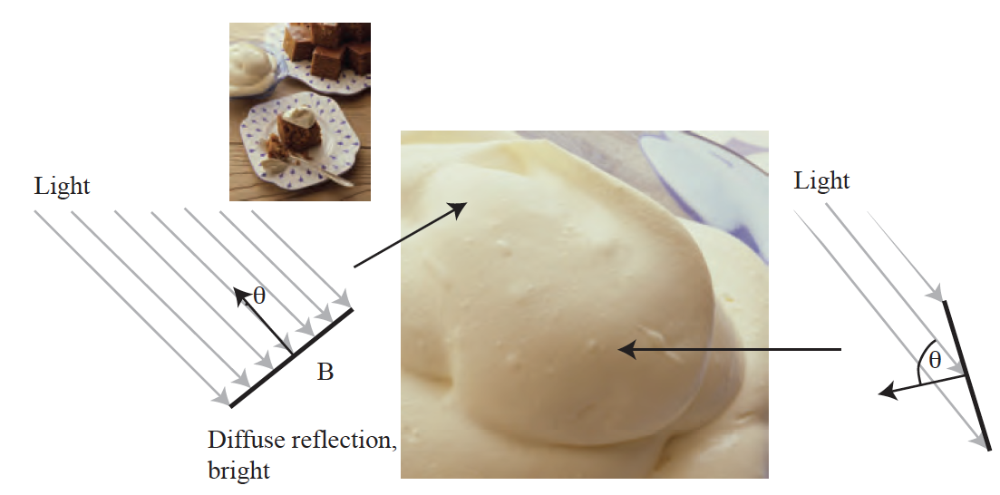 Light
θ
B
Diffuse reflection,
bright
Light
θ